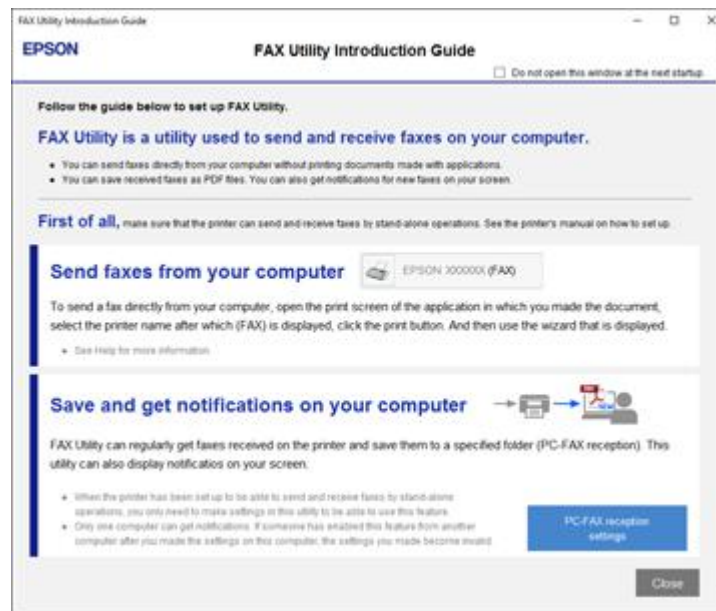 FAX Utility Introduction Guide
EPSON
FAX Utility Introduction Guide
Do not open this window at the next startup.
Follow the guide below to set up FAX Utility.
FAX Utility is a utility used to send and receive faxes on your computer.
• You can send faxes directly from your computer without printing documents made with applications.
• You can save received faxes as PDF files. You can also get notifications for new faxes on your screen.
First of all, make sure that the printer can send and receive faxes by stand-alone operations. See the printer's manual on how to set up.
Send faxes from your computer
EPSON XXXXXX (FAX)
To send a fax directly from your computer, open the print screen of the application in which you made the document,
select the printer name after which (FAX) is displayed, click the print button. And then use the wizard that is displayed.
• See Help for more information.
Save and get notifications on your computer
FAX Utility can regularly get faxes received on the printer and save them to a specified folder (PC-FAX reception). This
utility can also display notificatios on your screen.
• When the printer has been set up to be able to send and receive faxes by stand-alone
operations, you only need to make settings in this utility to be able to use this feature.
• Only one computer can get notifications. If someone has enabled this feature from another
computer after you made the settings on this computer, the settings you made become invalid.
PC-FAX reception
settings
Close